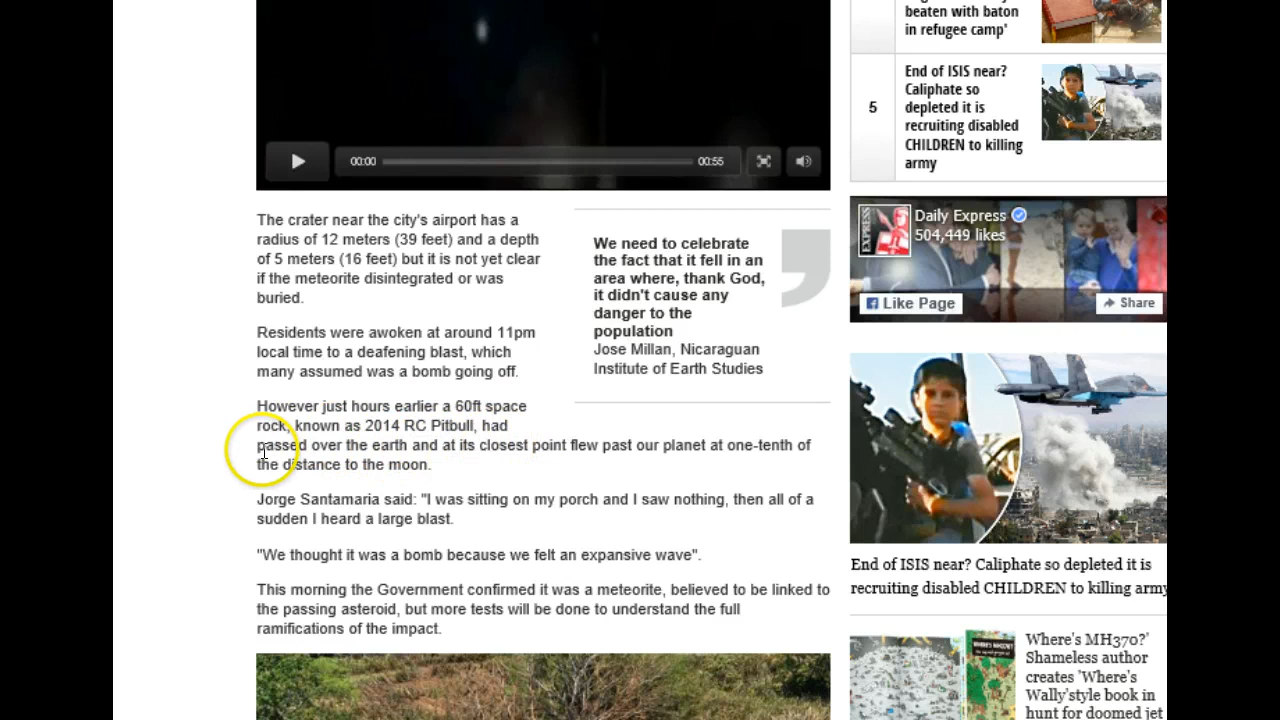 beaten with baton
in refugee camp'
5
End of ISIS near?
Caliphate so
depleted it is
recruiting disabled
CHILDREN to killing
army
00:00
00:55
The crater near the city's airport has a
radius of 12 meters (39 feet) and a depth
of 5 meters (16 feet) but it is not yet clear
if the meteorite disintegrated or was
buried.
Residents were awoken at around 11pm
local time to a deafening blast, which
many assumed was a bomb going off.
However just hours earlier a 60ft space
rock, known as 2014 RC Pitbull, had
passed over the earth and at its closest point flew past our planet at one-tenth of
the distance to the moon.
Jorge Santamaria said: "I was sitting on my porch and I saw nothing, then all of a
sudden I heard a large blast.
"We thought it was a bomb because we felt an expansive wave".
This morning the Government confirmed it was a meteorite, believed to be linked to
the passing asteroid, but more tests will be done to understand the full
ramifications of the impact.
We need to celebrate
the fact that it fell in an
area where, thank God,
it didn't cause any
danger to the
population
Jose Millan, Nicaraguan
Institute of Earth Studies
EXPRESS
Daily Express
504,449 likes
Like Page
Share
End of ISIS near? Caliphate so depleted it is
recruiting disabled CHILDREN to killing army
Where's MH370?'
Shameless author
creates 'Where's
Wally'style book in
hunt for doomed jet